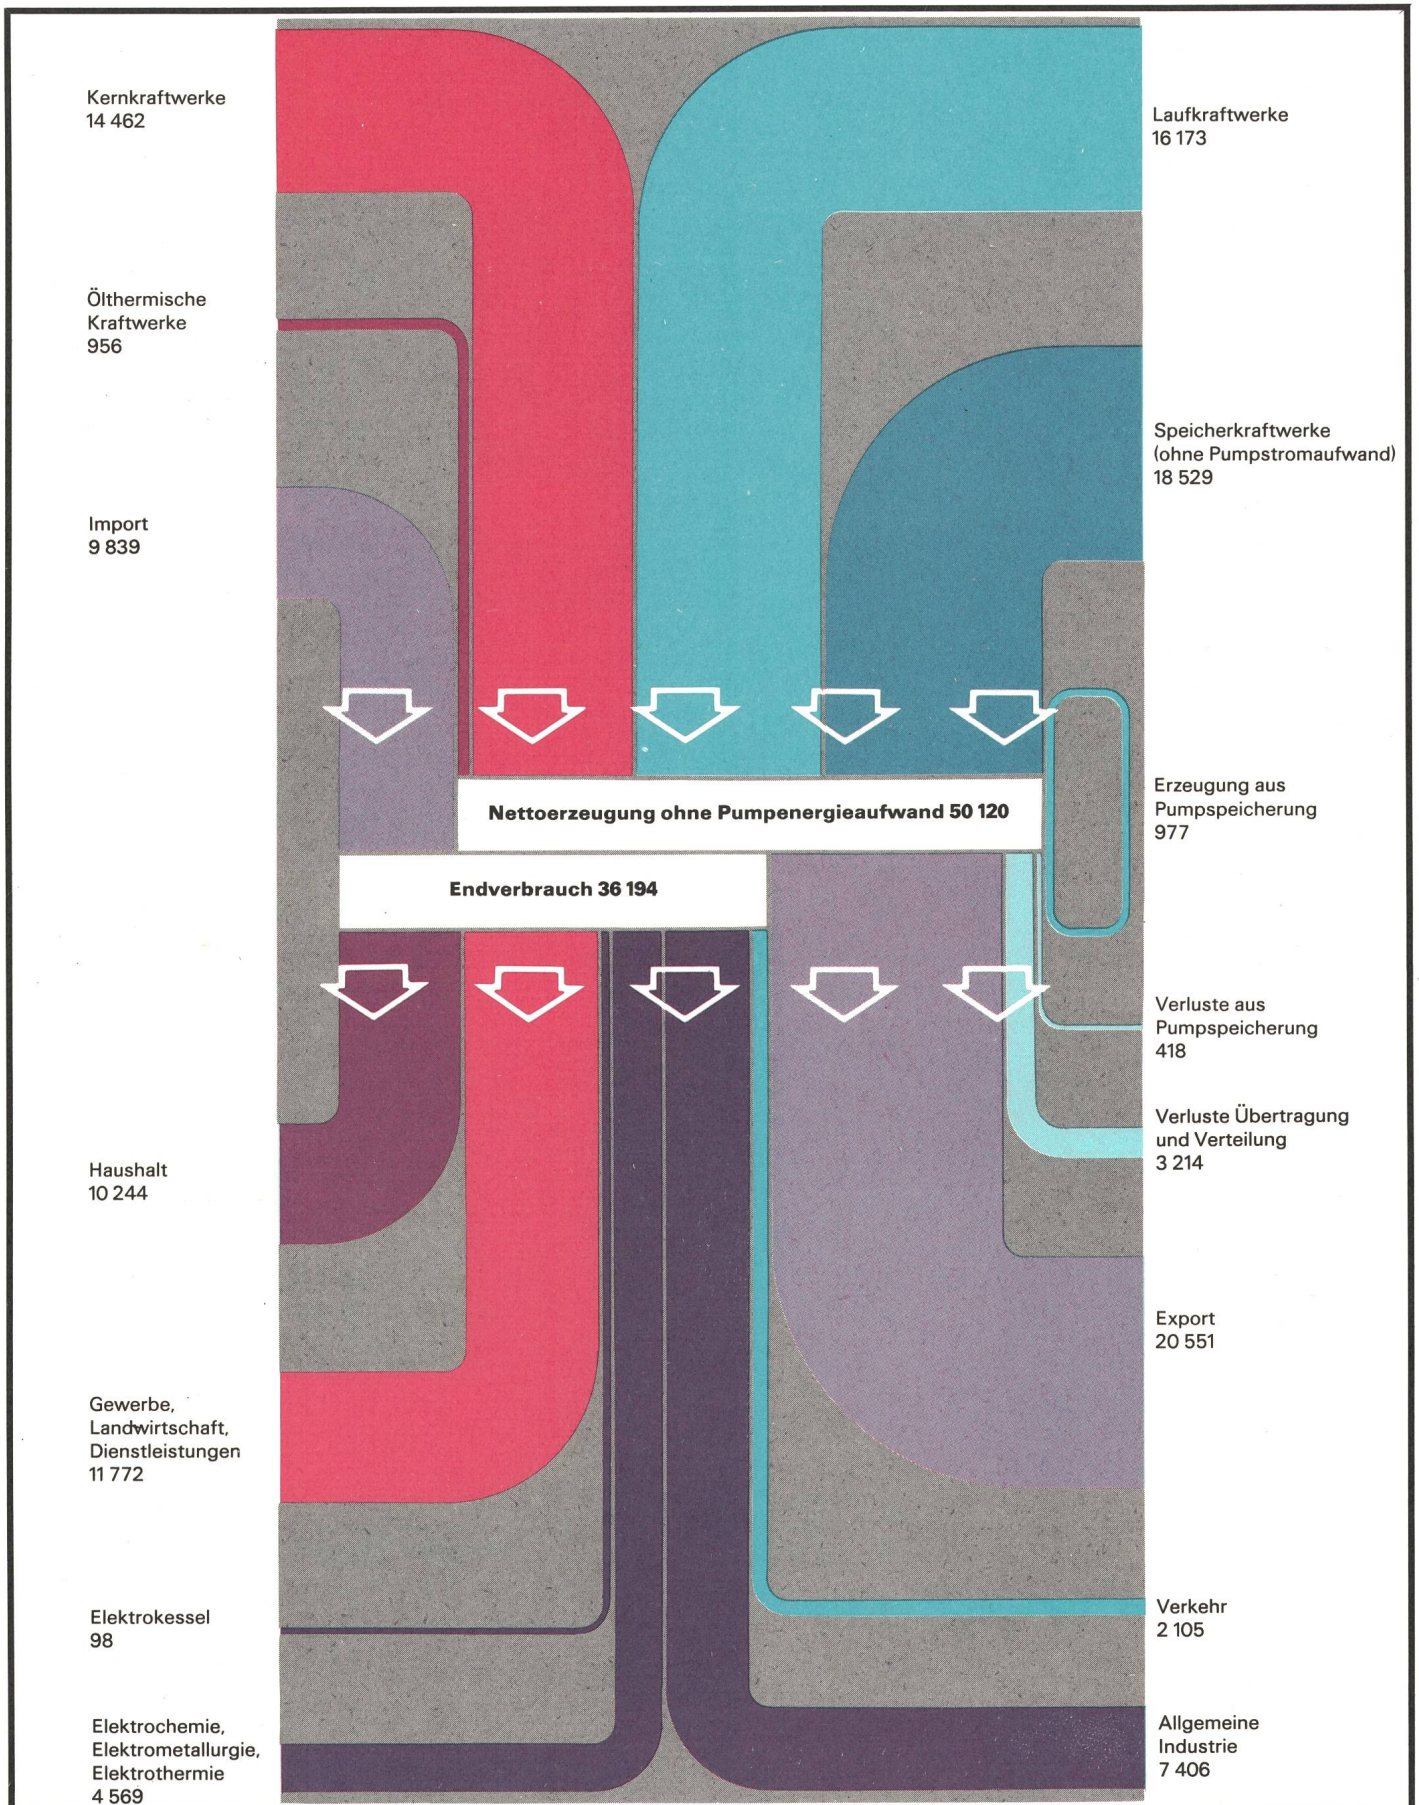 Kernkraftwerke
14 462
Ölthermische
Kraftwerke
956
Import
9 839
Laufkraftwerke
16 173
Speicherkraftwerke
(ohne Pumpstromaufwand)
18 529
Erzeugung aus
Pumpspeicherung
977
Nettoerzeugung ohne Pumpenergieaufwand 50 120
Endverbrauch 36 194
Verluste aus
Pumpspeicherung
418
Verluste Übertragung
und Verteilung
3 214
Export
20 551
Verkehr
2 105
Allgemeine
Industrie
7 406
Haushalt
10 244
Gewerbe,
Landwirtschaft,
Dienstleistungen
11 772
Elektrokessel
98
Elektrochemie,
Elektrometallurgie,
Elektrothermie
4 569